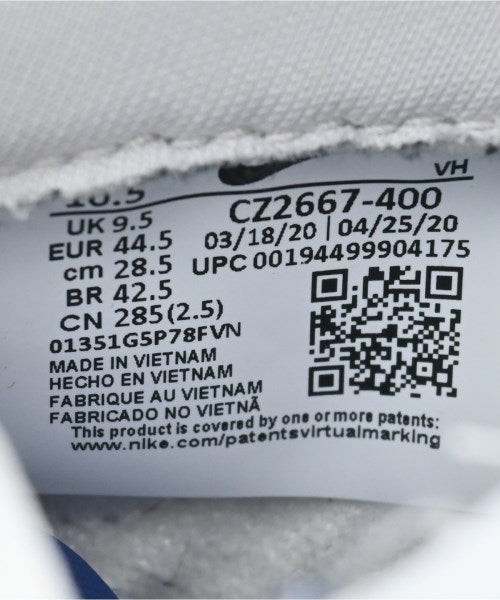 VH
10.5
UK 9.5
EUR 44.5
cm 28.5
BR 42.5
CN 285(2.5)
01351G5P78FVN
CZ2667-400
03/18/20 | 04/25/20
UPC 00194499904175
MADE IN VIETNAM
HECHO EN VIETNAM
FABRIQUE AU VIETNAM
FABRICADO NO VIETNÃ
This product is covered by one or more patents:
www.nike.com/patentsvirtualmarking